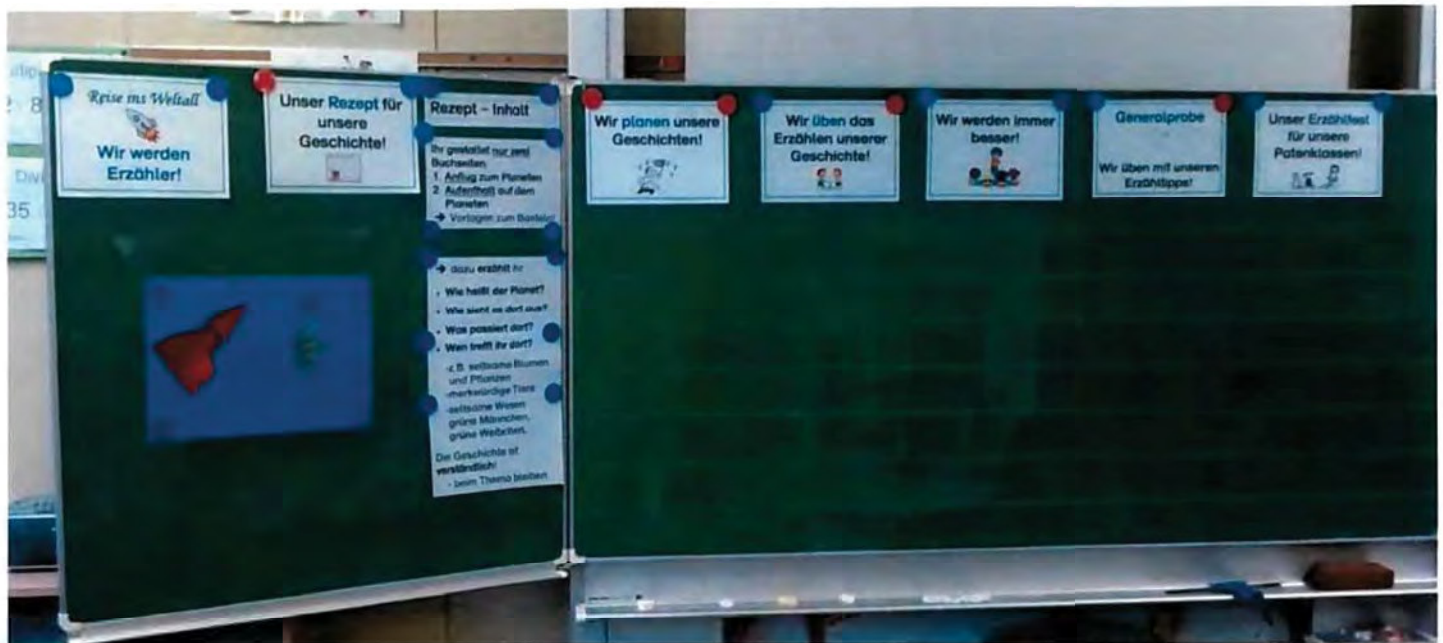 Reise ins Weltall
Wir werden
Erzähler!
Unser Rezept für
unsere
Geschichte!
Rezept – Inhalt
Ihr gestaltet nur zwei
Buchseiten
1. Anflug zum Planeten
2. Aufenthalt auf dem
Planeten
→ Vorlagen zum Basteln!
→ dazu erzählt ihr
• Wie heißt der Planet?
• Wie sieht es dort aus?
• Was passiert dort?
• Wen trefft ihr dort?
-z.B. seltsame Blumen
und Pflanzen
-merkwürdige Tiere
-seltsame Wesen
grüne Männchen,
grüne Weibchen,
Die Geschichte ist
verständlich!
- beim Thema bleiben
Wir planen unsere
Geschichten!
Wir üben das
Erzählen unserer
Geschichte!
Wir werden immer
besser!
Generalprobe
Wir üben mit unseren
Erzähltipps!
Unser Erzählfest
für unsere
Patenklassen!
8
Divi
35